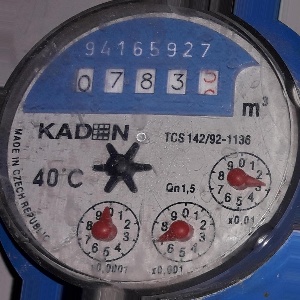 94165927
0783
m³
KADEN
TCS 142/92-1136
MADE IN CZECH REPUBLIC
40°C
Qn1,5
x0,01
x0,0001
x0,001